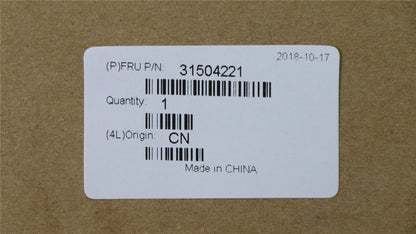 2018-10-17
(P)FRU P/N: 31504221
Quantity: 1
(4L)Origin: CN
Made in CHINA